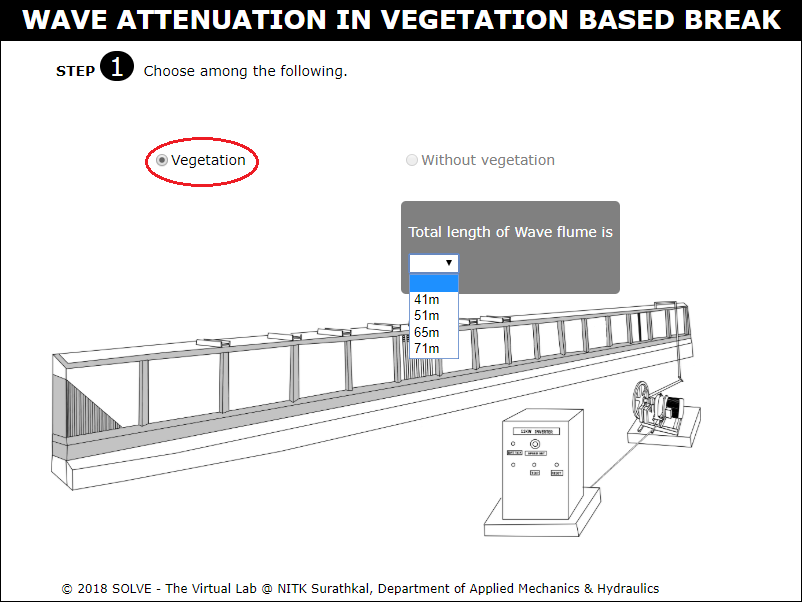 WAVE ATTENUATION IN VEGETATION BASED BREAK
STEP 1 Choose among the following.
Vegetation Without vegetation
Total length of Wave flume is
41m
51m
65m
71m
INVERTER
© 2018 SOLVE - The Virtual Lab @ NITK Surathkal, Department of Applied Mechanics & Hydraulics